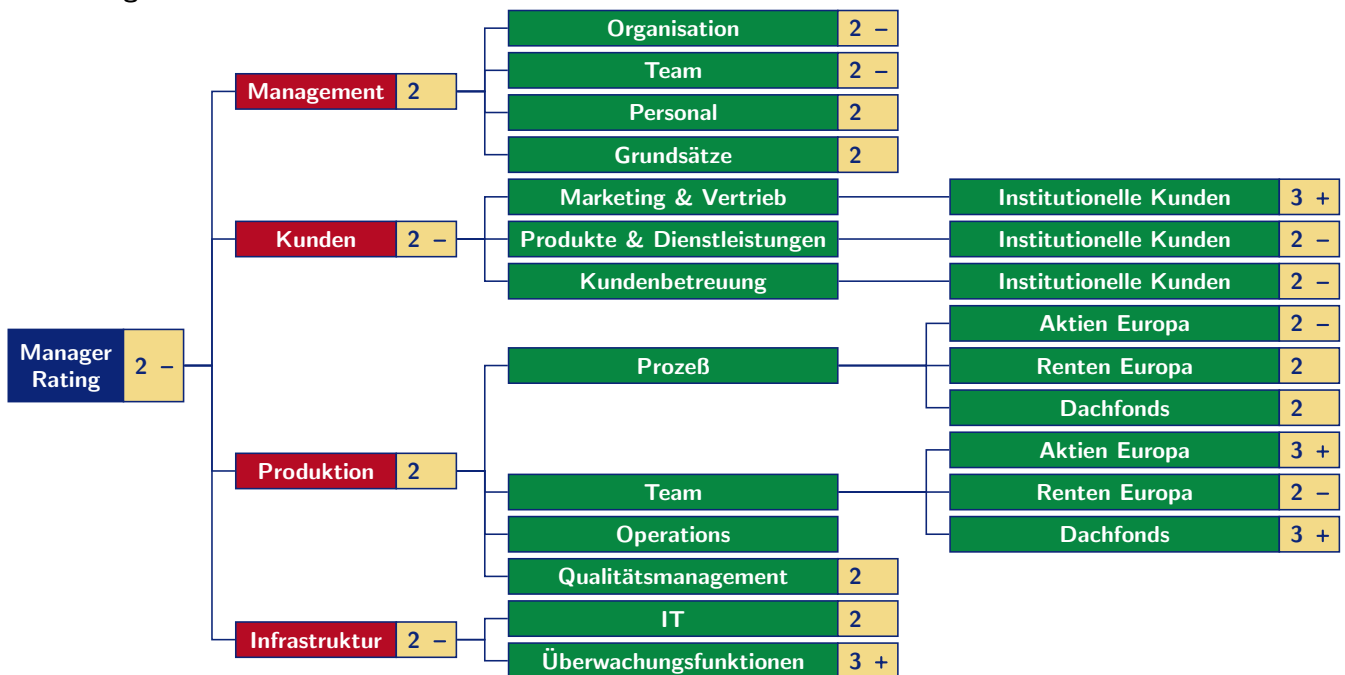 Organisation 2 –
Team 2 –
Management 2
Personal 2
Grundsätze 2
Marketing & Vertrieb Institutionelle Kunden 3 +
Kunden 2 – Produkte & Dienstleistungen Institutionelle Kunden 2 –
Kundenbetreuung Institutionelle Kunden 2 –
Aktien Europa 2 –
Manager
Rating 2 –
Prozeß Renten Europa 2
Dachfonds 2
Aktien Europa 3 +
Produktion 2
Team Renten Europa 2 –
Operations Dachfonds 3 +
Qualitätsmanagement 2
IT 2
Infrastruktur 2 –
Überwachungsfunktionen 3 +